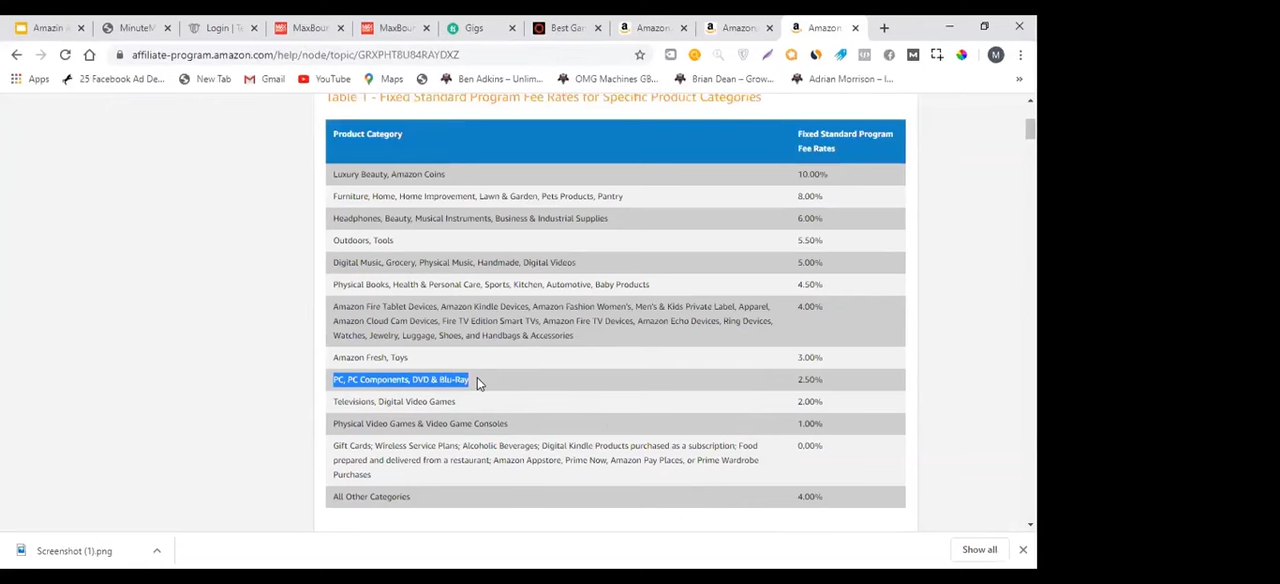 Amazin A
MinuteM
Login | Te
MaxBour
MaxBou
Gigs
Best Gar
Amazon
Amazon
Amazon
affiliate-program.amazon.com/help/node/topic/GRXPHT8U84RAYDXZ
M
Apps
25 Facebook Ad De...
New Tab
Gmail
YouTube
Maps
Ben Adkins – Unlim...
OMG Machines GB...
Brian Dean – Grow...
Adrian Morrison – I...
»
Table 1 - Fixed Standard Program Fee Rates for Specific Product Categories
Product Category
Fixed Standard Program
Fee Rates
Luxury Beauty, Amazon Coins 10.00%
Furniture, Home, Home Improvement, Lawn & Garden, Pets Products, Pantry 8.00%
Headphones, Beauty, Musical Instruments, Business & Industrial Supplies 6.00%
Outdoors, Tools 5.50%
Digital Music, Grocery, Physical Music, Handmade, Digital Videos 5.00%
Physical Books, Health & Personal Care, Sports, Kitchen, Automotive, Baby Products 4.50%
Amazon Fire Tablet Devices, Amazon Kindle Devices, Amazon Fashion Women's, Men's & Kids Private Label, Apparel, 4.00%
Amazon Cloud Cam Devices, Fire TV Edition Smart TVs, Amazon Fire TV Devices, Amazon Echo Devices, Ring Devices,
Watches, Jewelry, Luggage, Shoes, and Handbags & Accessories
Amazon Fresh, Toys 3.00%
PC, PC Components, DVD & Blu-Ray 2.50%
Televisions, Digital Video Games 2.00%
Physical Video Games & Video Game Consoles 1.00%
Gift Cards; Wireless Service Plans; Alcoholic Beverages; Digital Kindle Products purchased as a subscription; Food 0.00%
prepared and delivered from a restaurant; Amazon Appstore, Prime Now, Amazon Pay Places, or Prime Wardrobe
Purchases
All Other Categories 4.00%
Screenshot (1).png
Show all